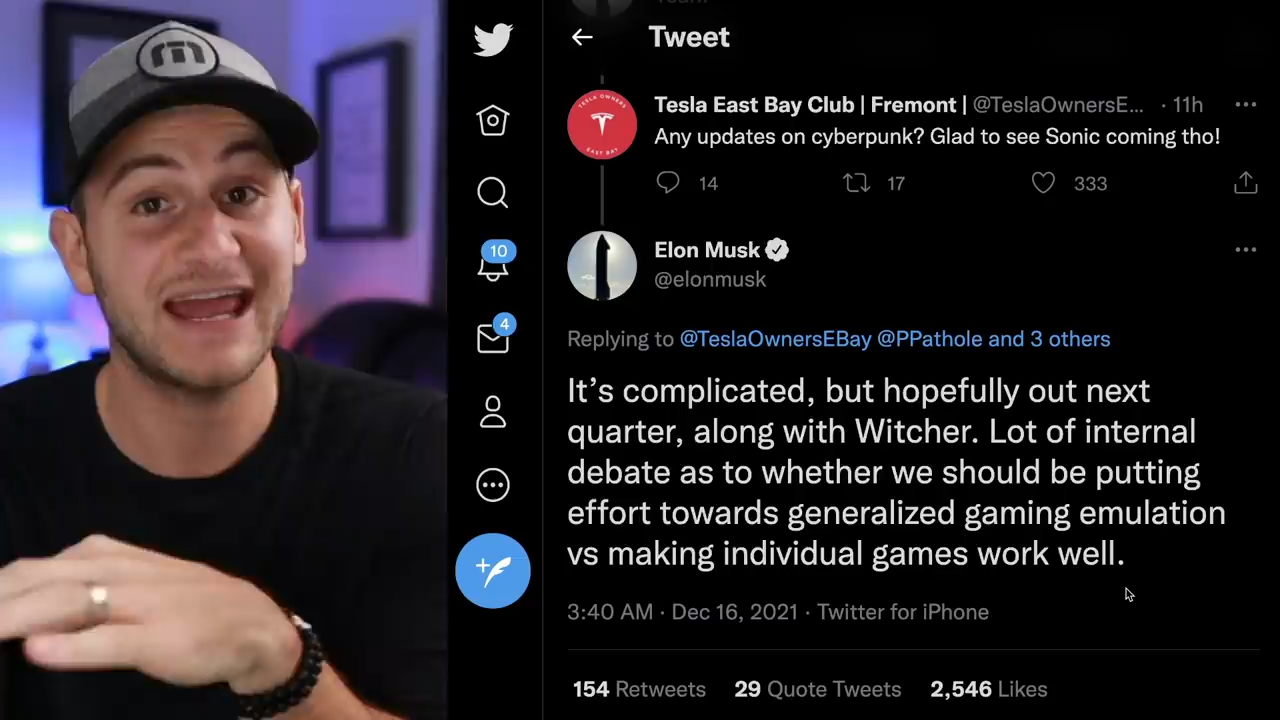 Tweet
Tesla East Bay Club | Fremont | @TeslaOwnersE... · 11h
Any updates on cyberpunk? Glad to see Sonic coming tho!
14 17 333
10
Elon Musk
@elonmusk
4
Replying to @TeslaOwnersEBay @PPathole and 3 others
It’s complicated, but hopefully out next
quarter, along with Witcher. Lot of internal
debate as to whether we should be putting
effort towards generalized gaming emulation
vs making individual games work well.
3:40 AM · Dec 16, 2021 · Twitter for iPhone
154 Retweets 29 Quote Tweets 2,546 Likes
TESLA OWNERS
EAST BAY